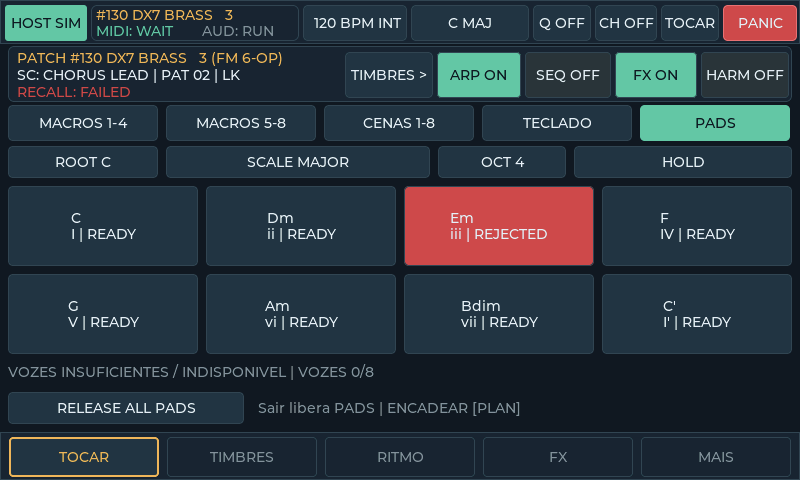 HOST SIM
#130 DX7 BRASS   3
MIDI: WAIT
AUD: RUN
120 BPM INT
C MAJ
Q OFF
CH OFF
TOCAR
PANIC
PATCH #130 DX7 BRASS   3 (FM 6-OP)
SC: CHORUS LEAD | PAT 02 | LK
RECALL: FAILED
TIMBRES >
ARP ON
SEQ OFF
FX ON
HARM OFF
MACROS 1-4
MACROS 5-8
CENAS 1-8
TECLADO
PADS
ROOT C
SCALE MAJOR
OCT 4
HOLD
C
I | READY
Dm
ii | READY
Em
iii | REJECTED
F
IV | READY
G
V | READY
Am
vi | READY
Bdim
vii | READY
C'
I' | READY
VOZES INSUFICIENTES / INDISPONIVEL | VOZES 0/8
RELEASE ALL PADS
Sair libera PADS | ENCADEAR [PLAN]
TOCAR
TIMBRES
RITMO
FX
MAIS